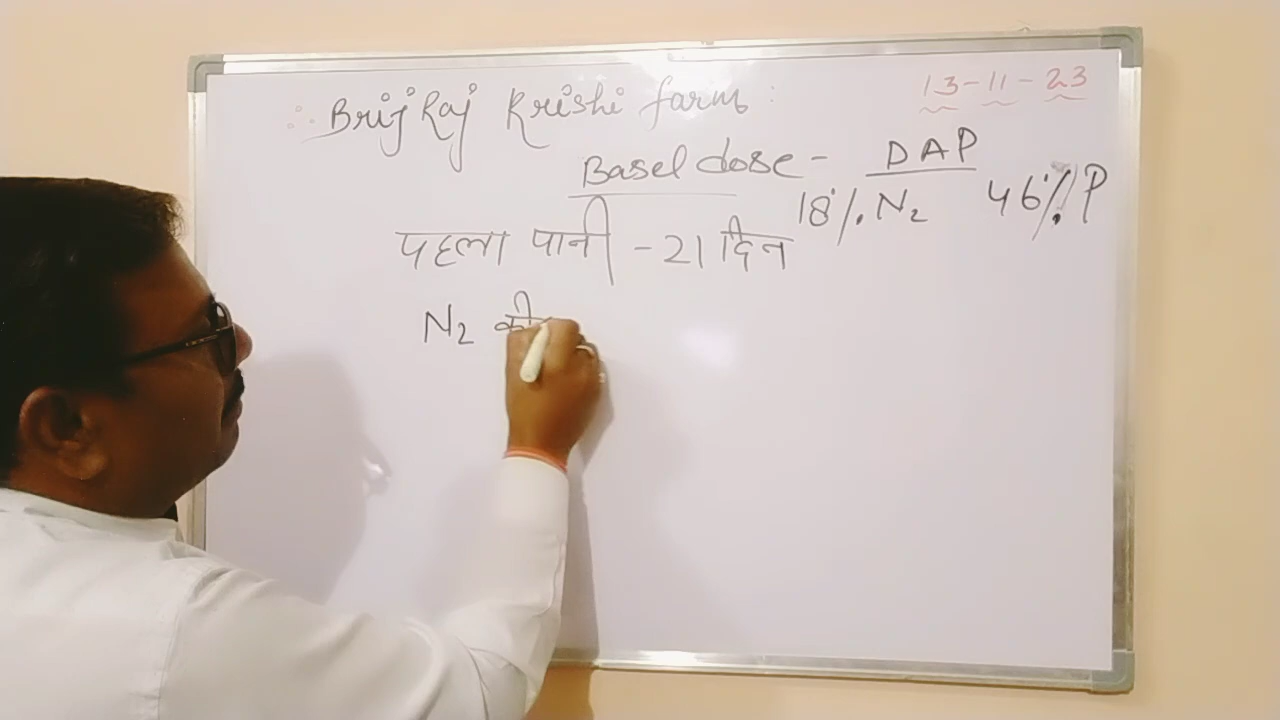 13-11-23
Brij Raj Krishi farm
Basel dose - DAP
18% N2 46% P
पहला पानी - 21 दिन
N2 की